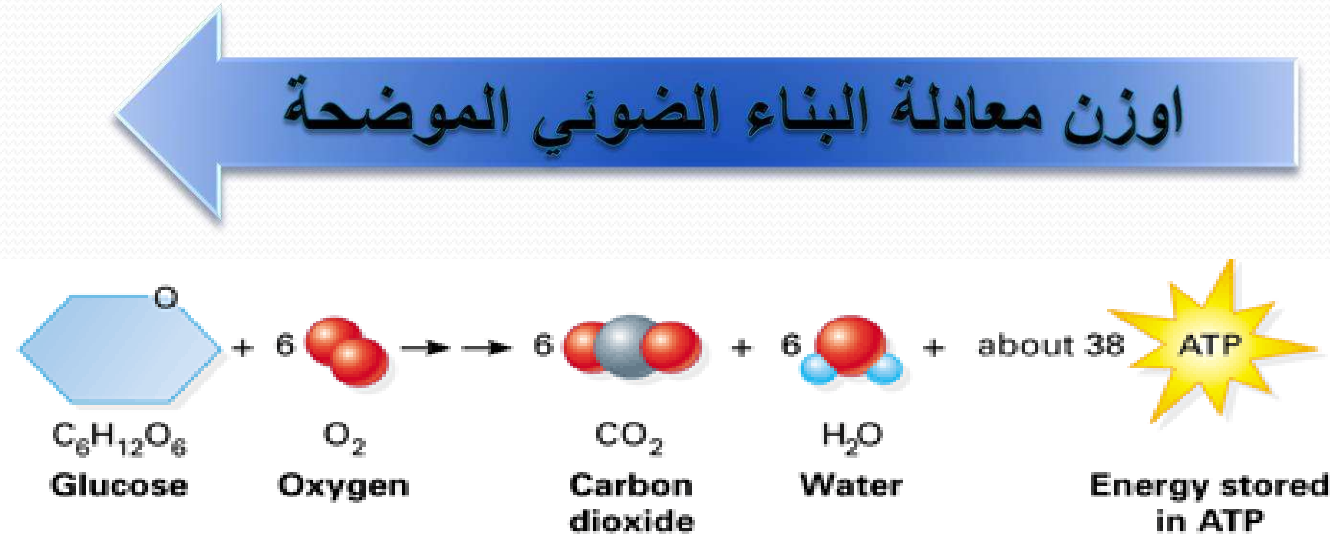 اوزن معادلة البناء الضوئي الموضحة
O
+ 6 →→ 6 + 6 + about 38 ATP
C₆H₁₂O₆ O₂ CO₂ H₂O
Glucose Oxygen Carbon dioxide Water Energy stored in ATP